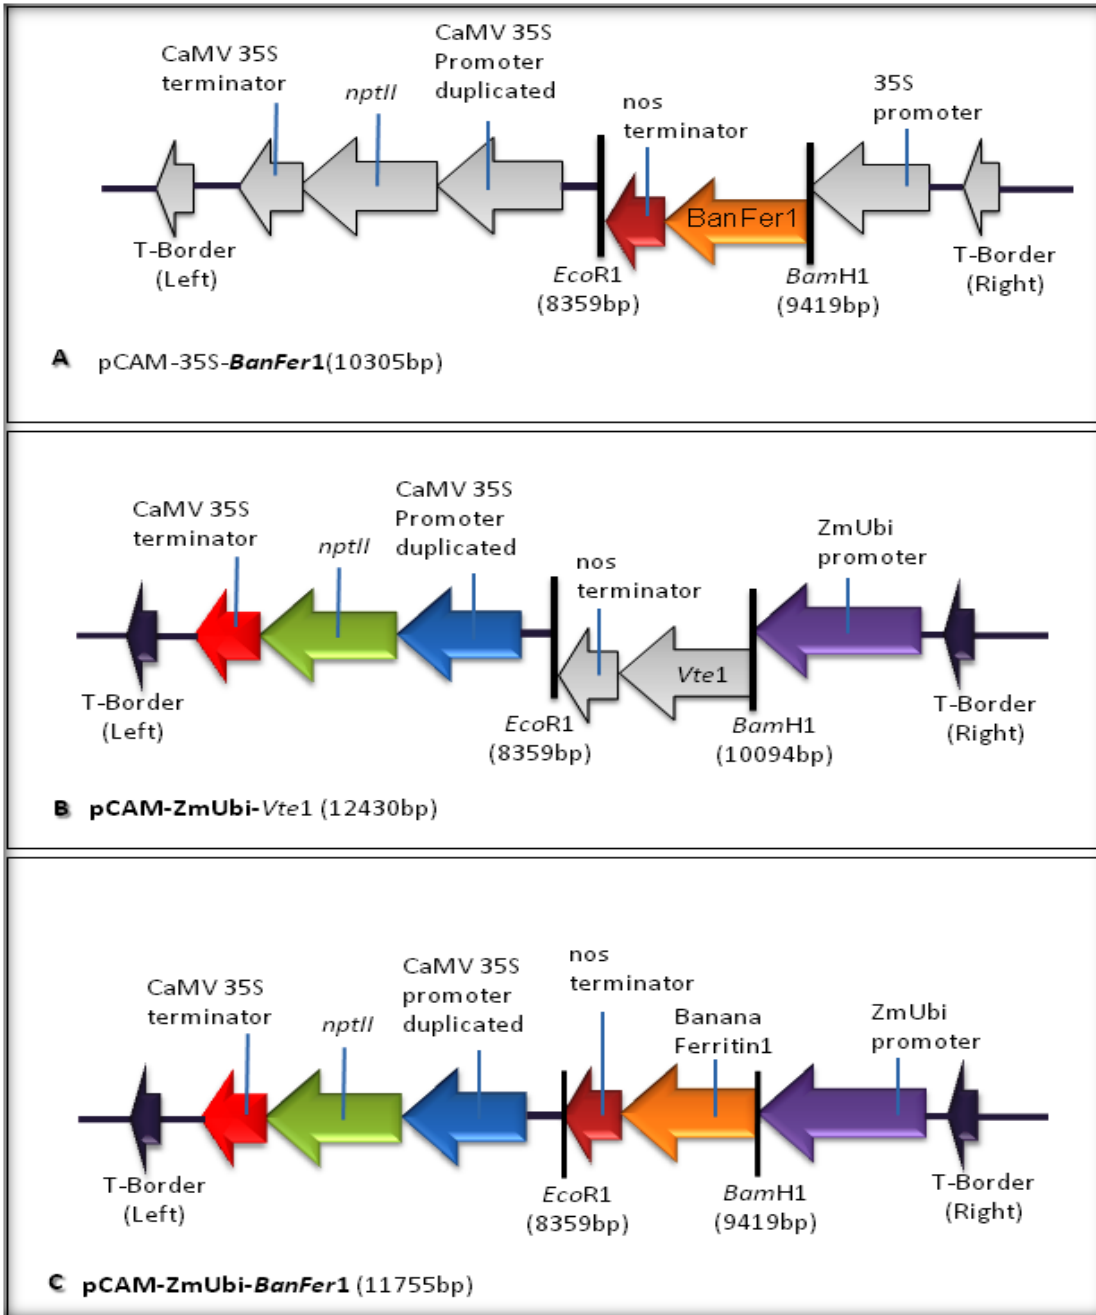 CaMV 35S
terminator
nptII
CaMV 35S
Promoter
duplicated
nos
terminator
35S
promoter
BanFer1
T-Border
(Left)
EcoR1
(8359bp)
BamH1
(9419bp)
T-Border
(Right)
A pCAM-35S-BanFer1(10305bp)
CaMV 35S
terminator
nptII
CaMV 35S
Promoter
duplicated
nos
terminator
ZmUbi
promoter
Vte1
T-Border
(Left)
EcoR1
(8359bp)
BamH1
(10094bp)
T-Border
(Right)
B pCAM-ZmUbi-Vte1 (12430bp)
CaMV 35S
terminator
nptII
CaMV 35S
promoter
duplicated
nos
terminator
Banana
Ferritin1
ZmUbi
promoter
T-Border
(Left)
EcoR1
(8359bp)
BamH1
(9419bp)
T-Border
(Right)
C pCAM-ZmUbi-BanFer1 (11755bp)